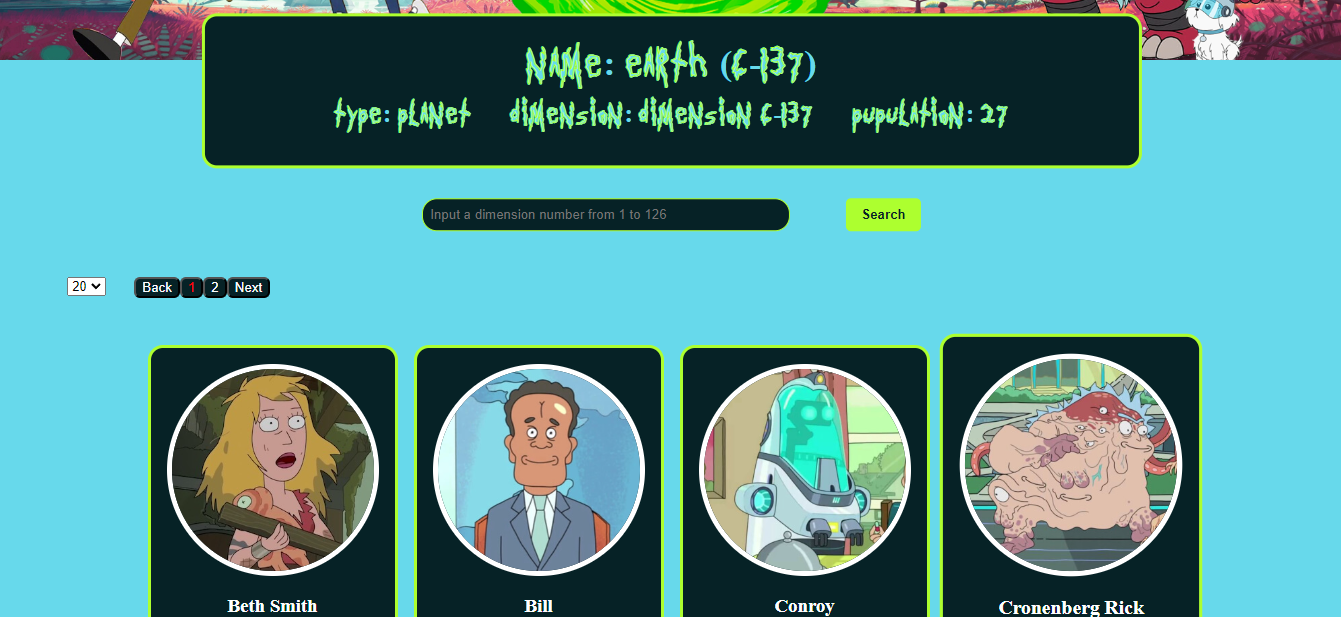 Name: Earth (C-137)
type: planet dimension: dimension C-137 pupulation: 27
Input a dimension number from 1 to 126 Search
20 Back 1 2 Next
Beth Smith Bill Conroy Cronenberg Rick